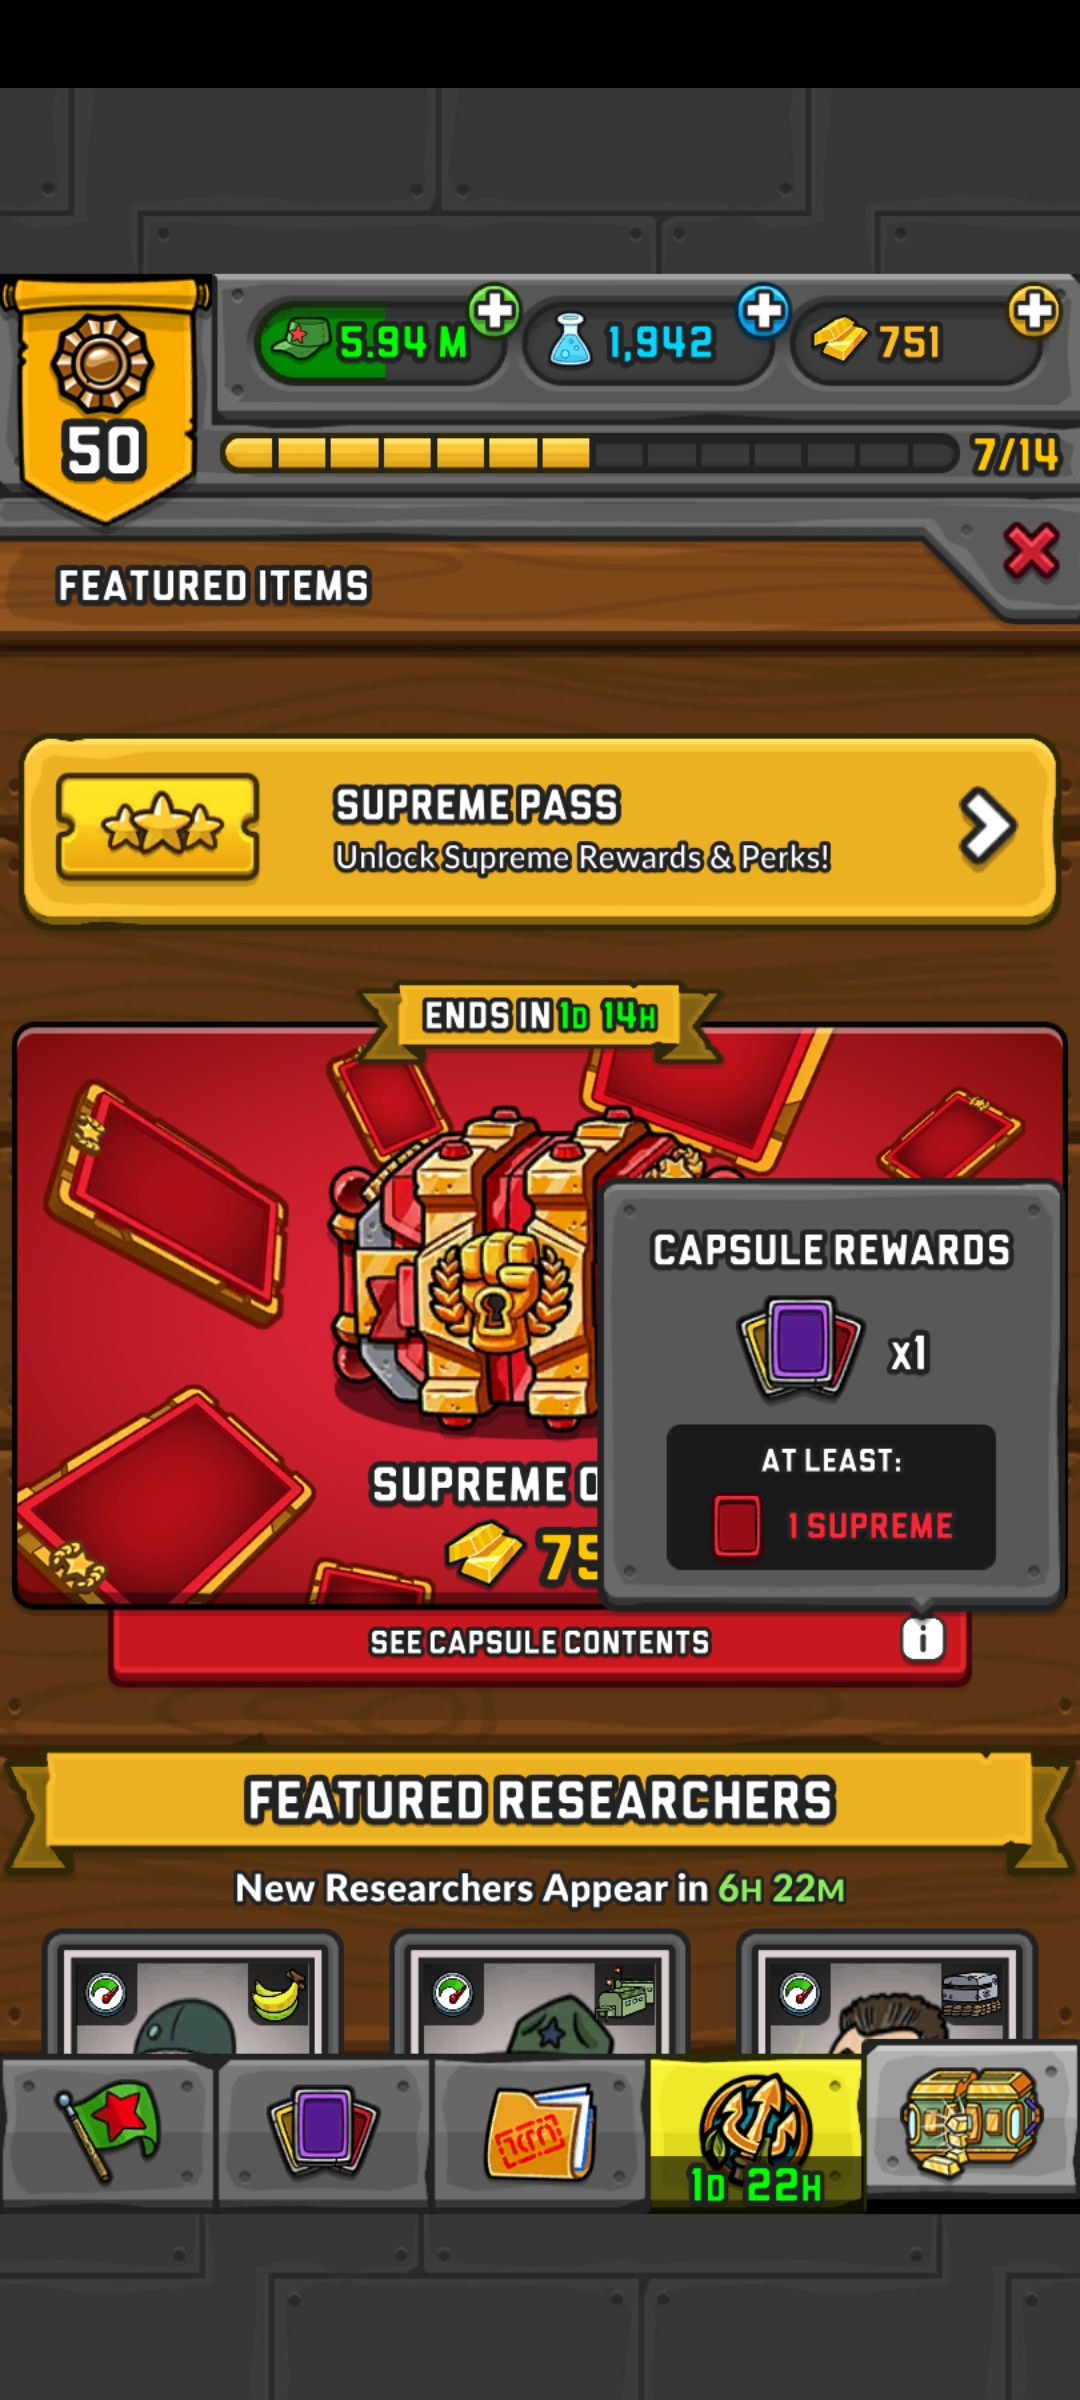 5.94 M
1,942
751
50
7/14
FEATURED ITEMS
SUPREME PASS
Unlock Supreme Rewards & Perks!
ENDS IN 1D 14H
CAPSULE REWARDS
x1
AT LEAST:
1 SUPREME
SUPREME
75
SEE CAPSULE CONTENTS
i
FEATURED RESEARCHERS
New Researchers Appear in 6H 22M
1D 22H